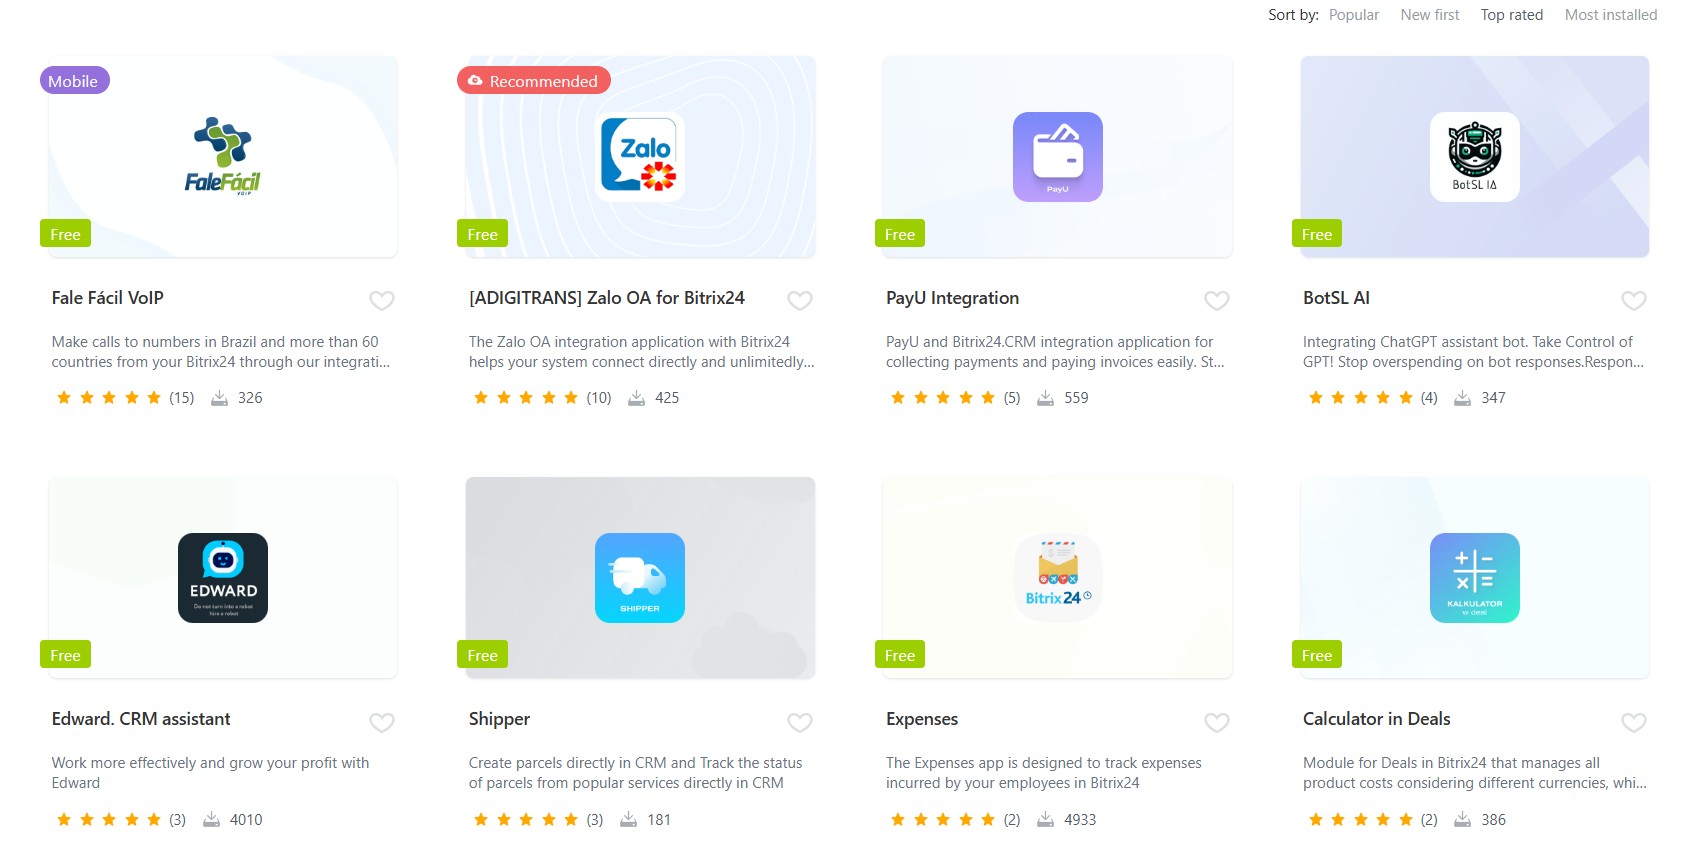 Sort by: Popular New first Top rated Most installed
Mobile
FaleFácil
VOIP
Free
Recommended
Zalo
Free
PayU
Free
BotSL IA
Free
Fale Fácil VoIP
Make calls to numbers in Brazil and more than 60
countries from your Bitrix24 through our integrati...
(15) 326
[ADIGITRANS] Zalo OA for Bitrix24
The Zalo OA integration application with Bitrix24
helps your system connect directly and unlimitedly...
(10) 425
PayU Integration
PayU and Bitrix24.CRM integration application for
collecting payments and paying invoices easily. St...
(5) 559
BotSL AI
Integrating ChatGPT assistant bot. Take Control of
GPT! Stop overspending on bot responses.Respon...
(4) 347
EDWARD
Do not turn into a robot
hire a robot
Free
SHIPPER
Free
Bitrix24
Free
KALKULATOR
w deal
Free
Edward. CRM assistant
Work more effectively and grow your profit with
Edward
(3) 4010
Shipper
Create parcels directly in CRM and Track the status
of parcels from popular services directly in CRM
(3) 181
Expenses
The Expenses app is designed to track expenses
incurred by your employees in Bitrix24
(2) 4933
Calculator in Deals
Module for Deals in Bitrix24 that manages all
product costs considering different currencies, whi...
(2) 386